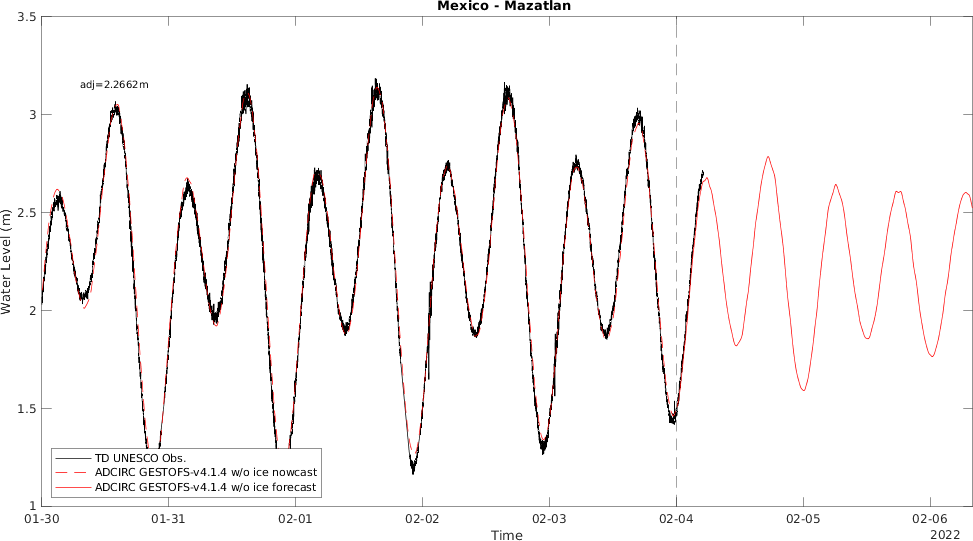 Mexico - Mazatlan
3.5
adj=2.2662m
3
2.5
Water Level (m)
2
1.5
TD UNESCO Obs.
ADCIRC GESTOFS-v4.1.4 w/o ice nowcast
ADCIRC GESTOFS-v4.1.4 w/o ice forecast
1
01-30 01-31 02-01 02-02 02-03 02-04 02-05 02-06
Time 2022